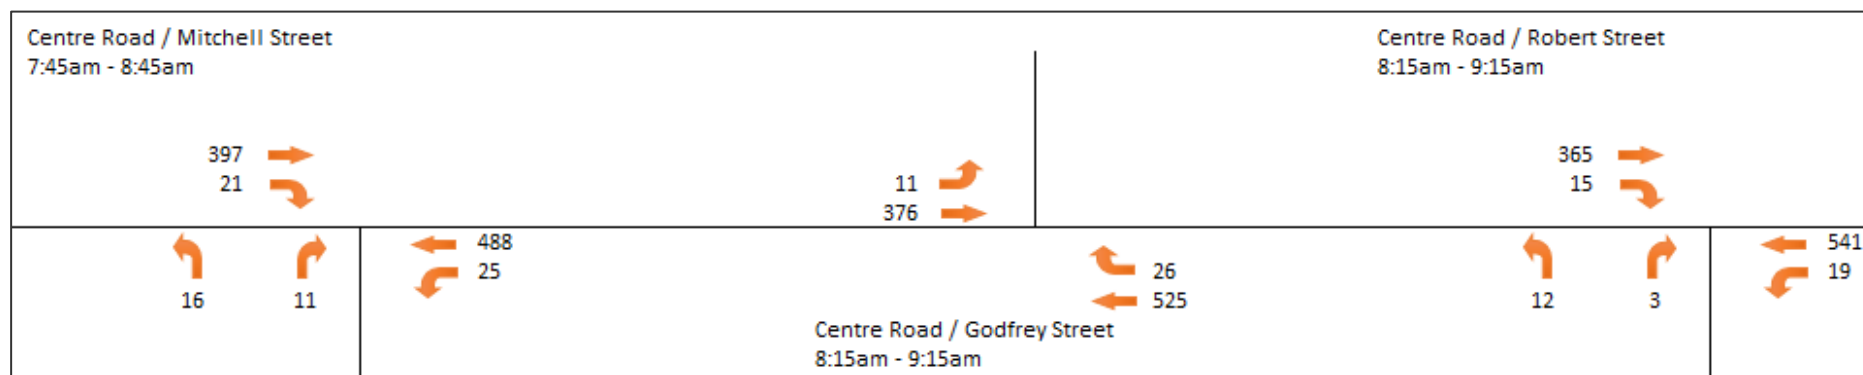 Centre Road / Mitchell Street
7:45am - 8:45am
Centre Road / Robert Street
8:15am - 9:15am
397
21
11
376
365
15
16
11
488
25
26
525
12
3
541
19
Centre Road / Godfrey Street
8:15am - 9:15am